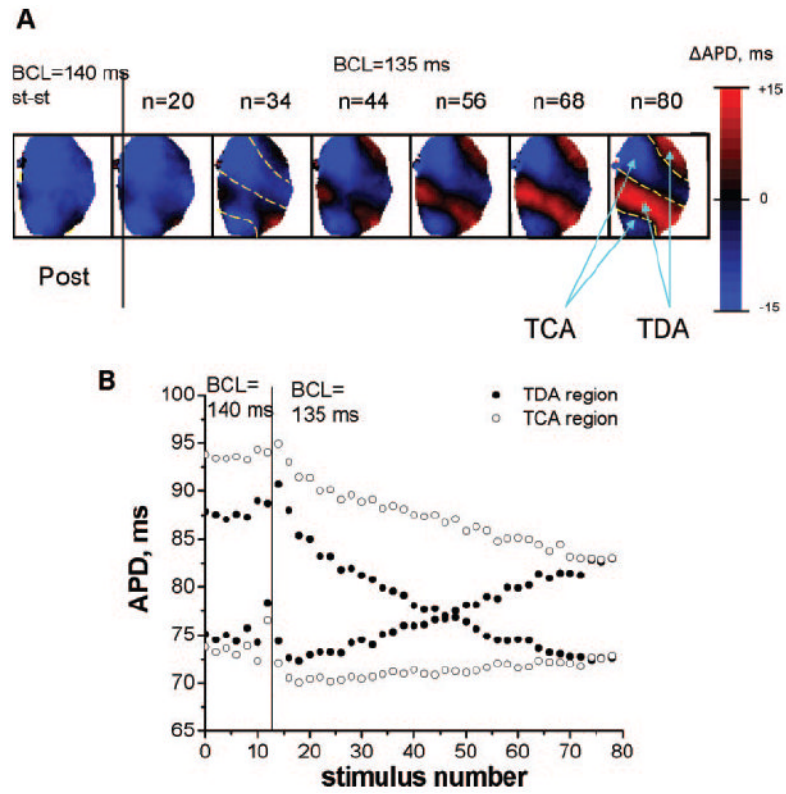 A
BCL=140 ms
st-st
BCL=135 ms
ΔAPD, ms
n=20 n=34 n=44 n=56 n=68 n=80
+15
0
-15
Post
TCA TDA
B
BCL=
140 ms
BCL=
135 ms
TDA region
TCA region
100
95
90
85
80
75
70
65
APD, ms
0 10 20 30 40 50 60 70 80
stimulus number